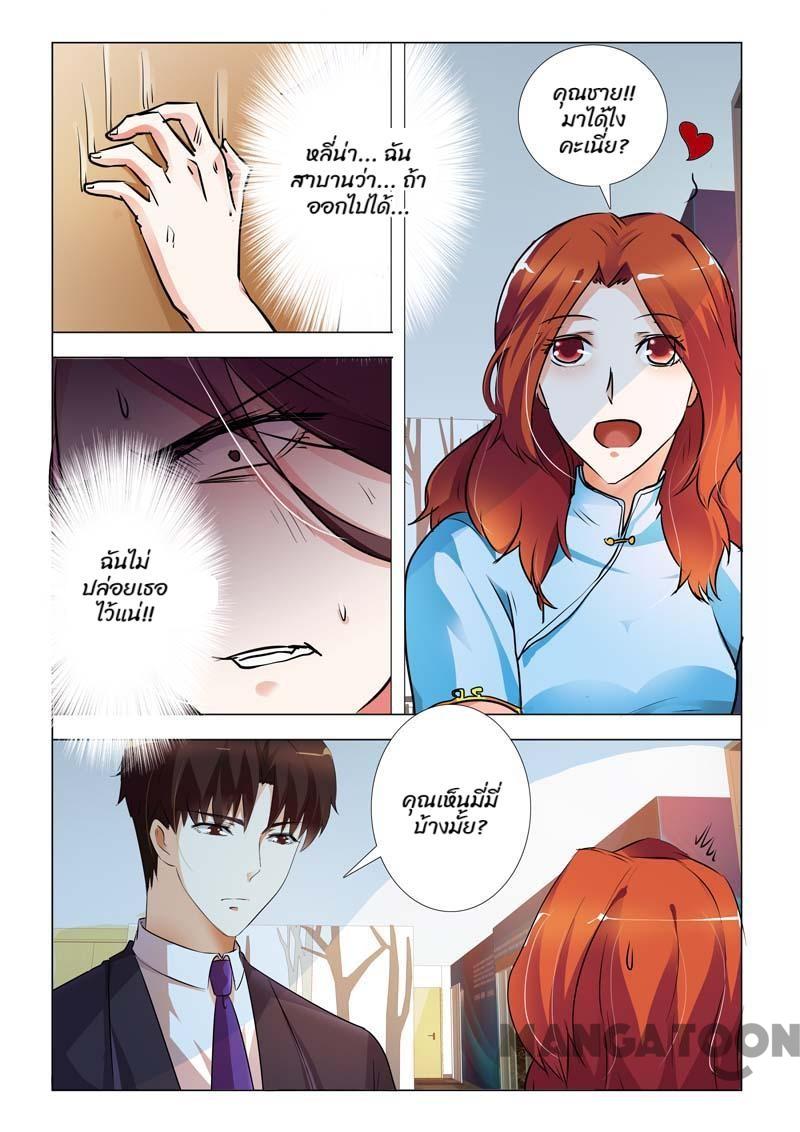 หลี่น่า... ฉัน
สาบานว่า... ถ้า
ออกไปได้...
ฉันไม่
ปล่อยเธอ
ไว้แน่!!
คุณชาย!!
มาได้ไง
คะเนี่ย?
คุณเห็นมี่มี่
บ้างมั้ย?
MANGATOON